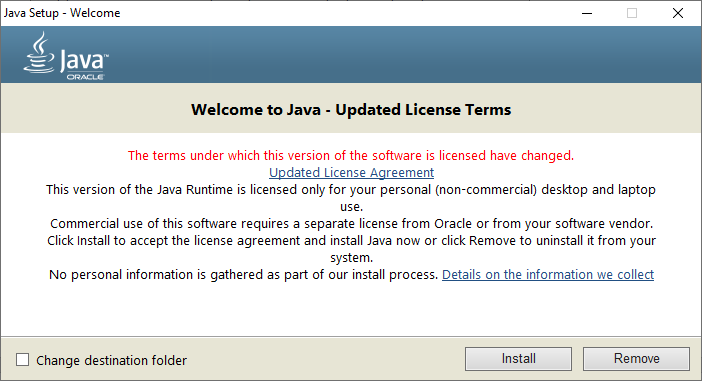 Java Setup - Welcome
Java™
ORACLE
Welcome to Java - Updated License Terms
The terms under which this version of the software is licensed have changed.
Updated License Agreement
This version of the Java Runtime is licensed only for your personal (non-commercial) desktop and laptop
use.
Commercial use of this software requires a separate license from Oracle or from your software vendor.
Click Install to accept the license agreement and install Java now or click Remove to uninstall it from your
system.
No personal information is gathered as part of our install process. Details on the information we collect
Change destination folder
Install
Remove